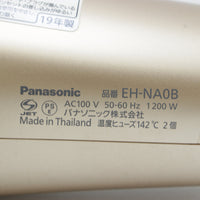 19年製
Panasonic 品番 EH-NA0B
AC100 V 50-60 Hz 1200 W
パナソニック株式会社
JET
PS
E
Made in Thailand 温度ヒューズ142℃ 2個